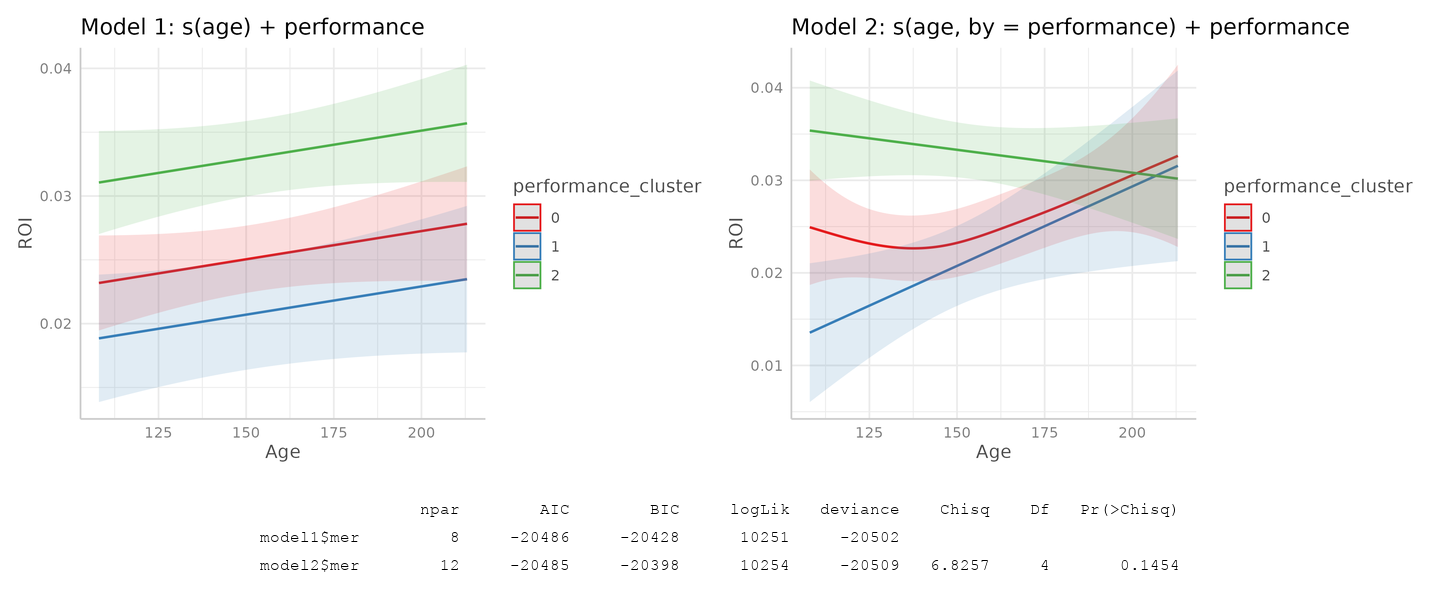 Model 1: s(age) + performance
0.04
0.03
0.02
ROI
125 150 175 200
Age
performance_cluster
0
1
2
Model 2: s(age, by = performance) + performance
0.04
0.03
0.02
0.01
ROI
125 150 175 200
Age
performance_cluster
0
1
2
npar AIC BIC logLik deviance Chisq Df Pr(>Chisq)
model1$mer 8 -20486 -20428 10251 -20502
model2$mer 12 -20485 -20398 10254 -20509 6.8257 4 0.1454